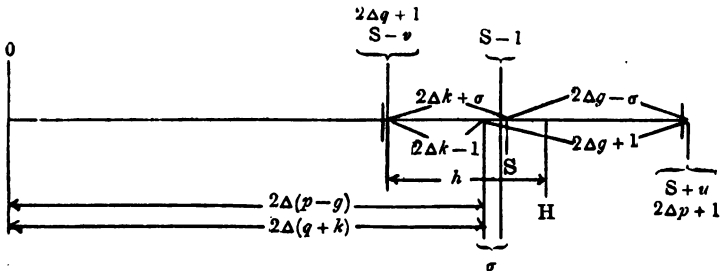 2Δq+1
0
S−v
S−1
2Δk+σ
2Δg−σ
2Δk−1
2Δg+1
S
h
S+u
2Δ(p−g)
H
2Δp+1
2Δ(q+k)
σ